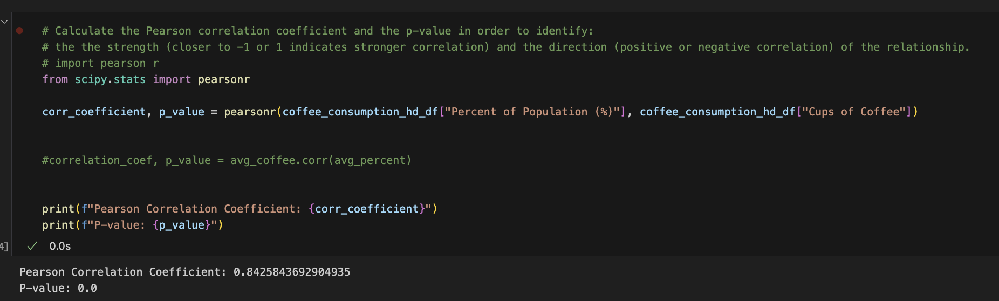 # Calculate the Pearson correlation coefficient and the p-value in order to identify:
# the the strength (closer to -1 or 1 indicates stronger correlation) and the direction (positive or negative correlation) of the relationship.
# import pearson r
from scipy.stats import pearsonr
corr_coefficient, p_value = pearsonr(coffee_consumption_hd_df["Percent of Population (%)"], coffee_consumption_hd_df["Cups of Coffee"])
#correlation_coef, p_value = avg_coffee.corr(avg_percent)
print(f"Pearson Correlation Coefficient: {corr_coefficient}")
print(f"P-value: {p_value}")
4] ✓ 0.0s
Pearson Correlation Coefficient: 0.8425843692904935
P-value: 0.0